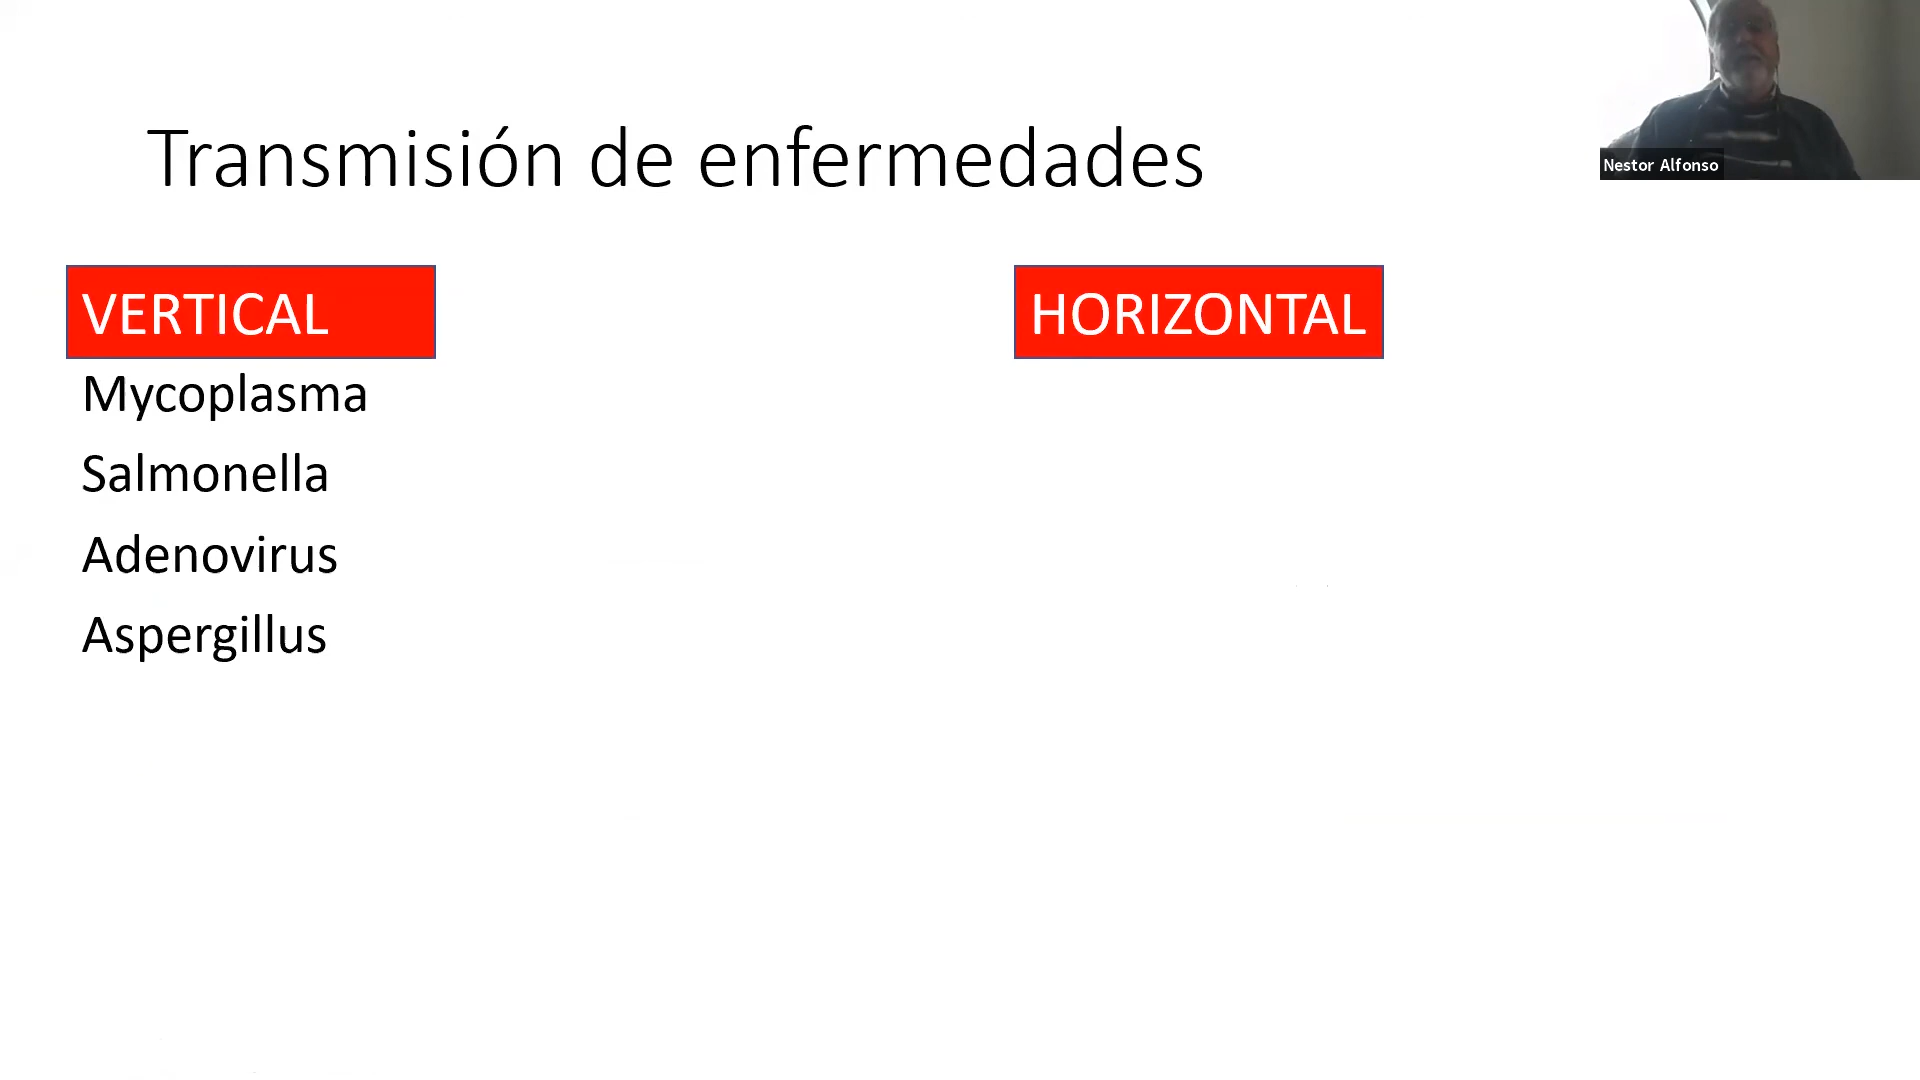 Transmisión de enfermedades
Nestor Alfonso
VERTICAL
Mycoplasma
Salmonella
Adenovirus
Aspergillus
HORIZONTAL